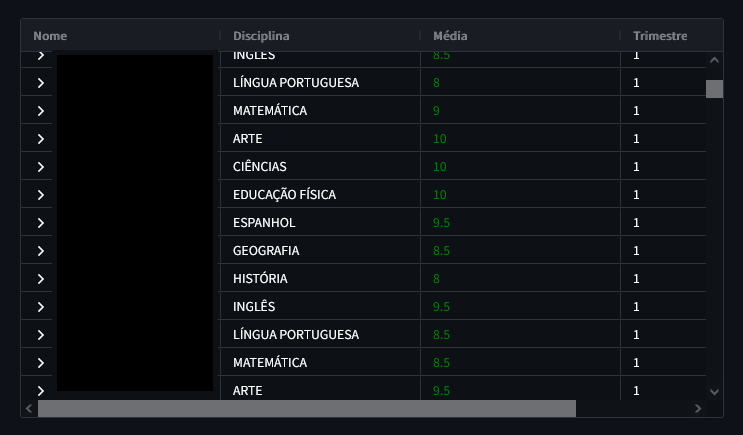 Nome Disciplina Média Trimestre
INGLÊS 8.5 1
LÍNGUA PORTUGUESA 8 1
MATEMÁTICA 9 1
ARTE 10 1
CIÊNCIAS 10 1
EDUCAÇÃO FÍSICA 10 1
ESPANHOL 9.5 1
GEOGRAFIA 8.5 1
HISTÓRIA 8 1
INGLÊS 9.5 1
LÍNGUA PORTUGUESA 8.5 1
MATEMÁTICA 8.5 1
ARTE 9.5 1